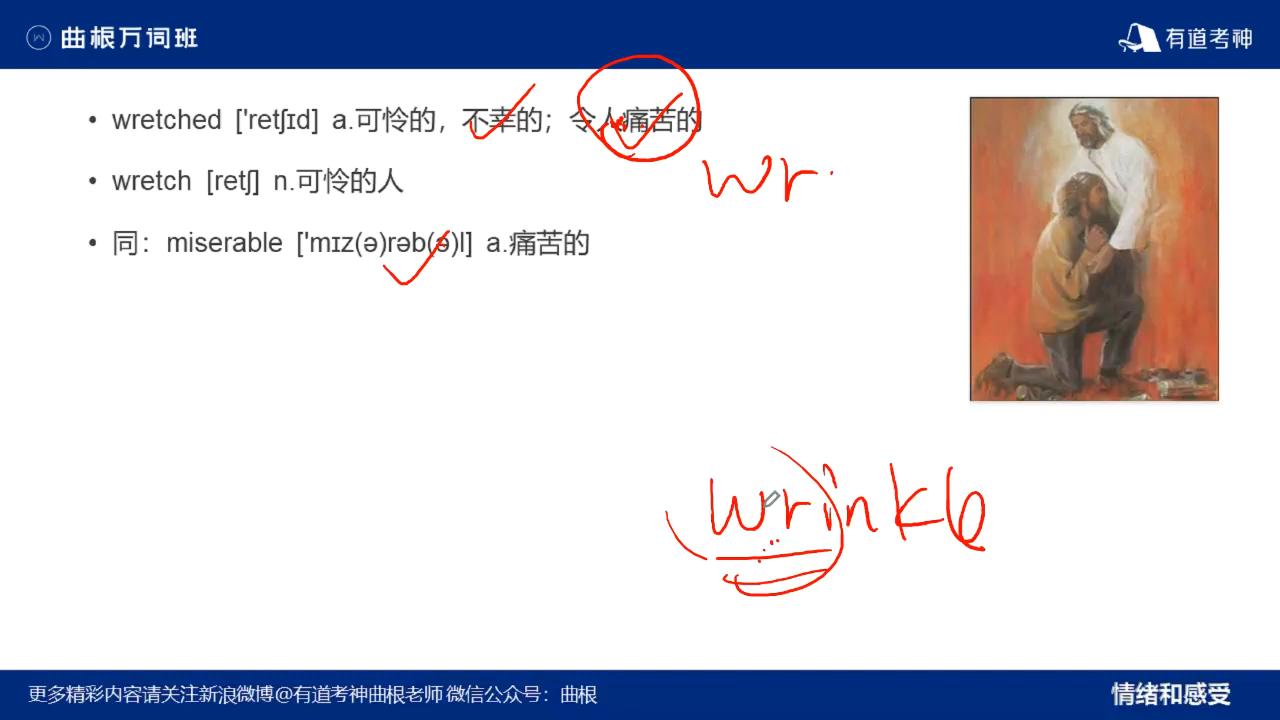 曲根万词班
有道考神
wretched ['retʃɪd] a.可怜的，不幸的；令人痛苦的
wr.
wretch [retʃ] n.可怜的人
同：miserable ['mɪz(ə)rəb(ə)l] a.痛苦的
wrinkle
更多精彩内容请关注新浪微博@有道考神曲根老师 微信公众号：曲根
情绪和感受